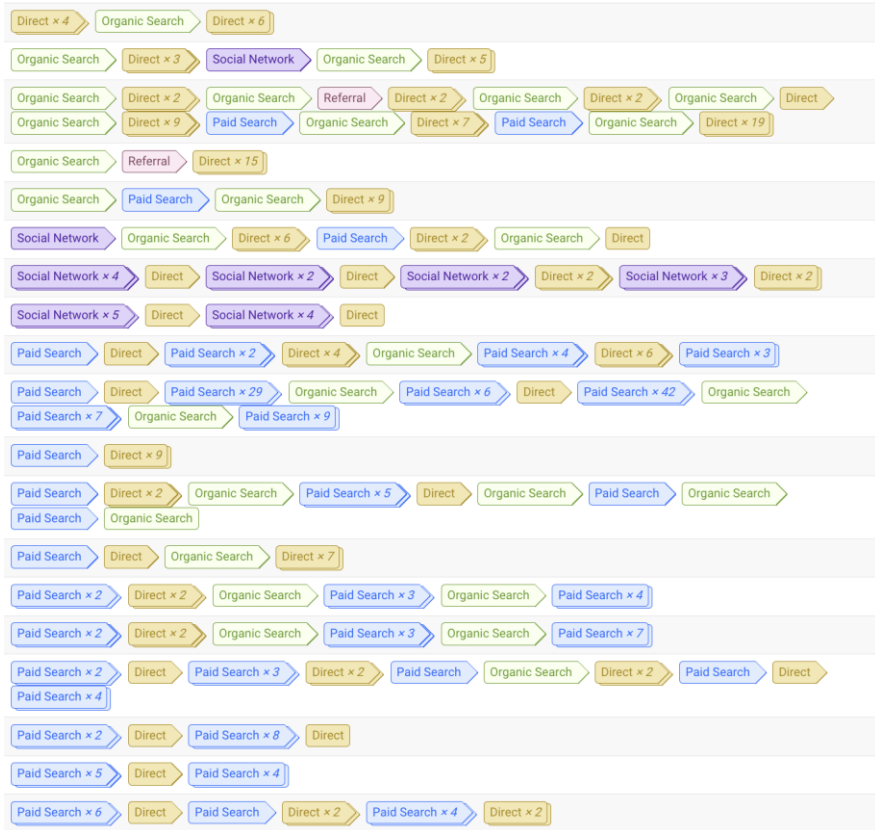 Direct × 4 Organic Search Direct × 6
Organic Search Direct × 3 Social Network Organic Search Direct × 5
Organic Search Direct × 2 Organic Search Referral Direct × 2 Organic Search Direct × 2 Organic Search Direct
Organic Search Direct × 9 Paid Search Organic Search Direct × 7 Paid Search Organic Search Direct × 19
Organic Search Referral Direct × 15
Organic Search Paid Search Organic Search Direct × 9
Social Network Organic Search Direct × 6 Paid Search Direct × 2 Organic Search Direct
Social Network × 4 Direct Social Network × 2 Direct Social Network × 2 Direct × 2 Social Network × 3 Direct × 2
Social Network × 5 Direct Social Network × 4 Direct
Paid Search Direct Paid Search × 2 Direct × 4 Organic Search Paid Search × 4 Direct × 6 Paid Search × 3
Paid Search Direct Paid Search × 29 Organic Search Paid Search × 6 Direct Paid Search × 42 Organic Search
Paid Search × 7 Organic Search Paid Search × 9
Paid Search Direct × 9
Paid Search Direct × 2 Organic Search Paid Search × 5 Direct Organic Search Paid Search Organic Search
Paid Search Organic Search
Paid Search Direct Organic Search Direct × 7
Paid Search × 2 Direct × 2 Organic Search Paid Search × 3 Organic Search Paid Search × 4
Paid Search × 2 Direct × 2 Organic Search Paid Search × 3 Organic Search Paid Search × 7
Paid Search × 2 Direct Paid Search × 3 Direct × 2 Paid Search Organic Search Direct × 2 Paid Search Direct
Paid Search × 4
Paid Search × 2 Direct Paid Search × 8 Direct
Paid Search × 5 Direct Paid Search × 4
Paid Search × 6 Direct Paid Search Direct × 2 Paid Search × 4 Direct × 2